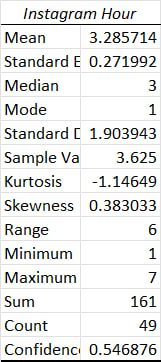 Instagram Hour
Mean 3.285714
Standard E 0.271992
Median 3
Mode 1
Standard D 1.903943
Sample Va 3.625
Kurtosis -1.14649
Skewness 0.383033
Range 6
Minimum 1
Maximum 7
Sum 161
Count 49
Confidenc 0.546876